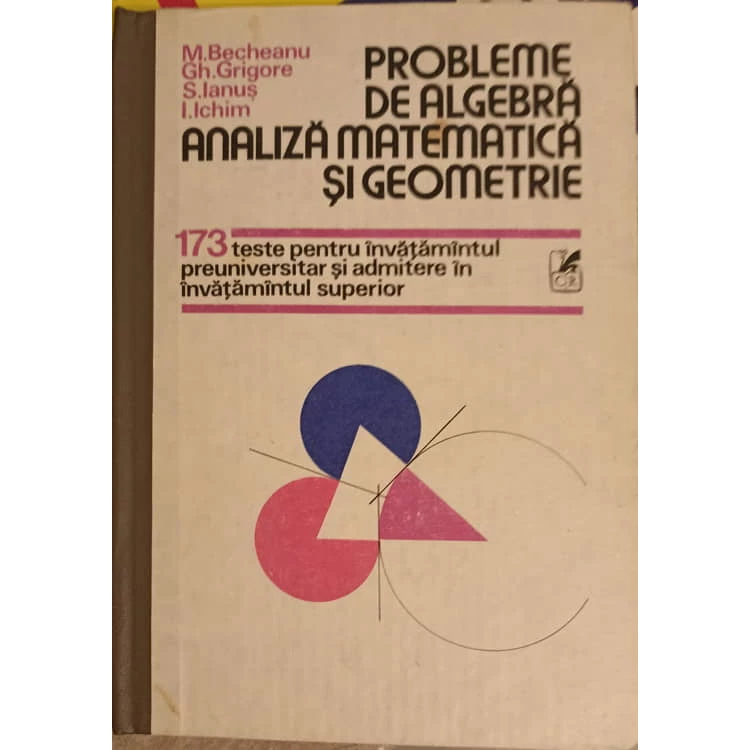 M.Becheanu
Gh.Grigore
S.Ianuș
I.Ichim
PROBLEME
DE ALGEBRĂ
ANALIZĂ MATEMATICĂ
ȘI GEOMETRIE
173 teste pentru învățămîntul
preuniversitar și admitere în
învățămîntul superior
CR